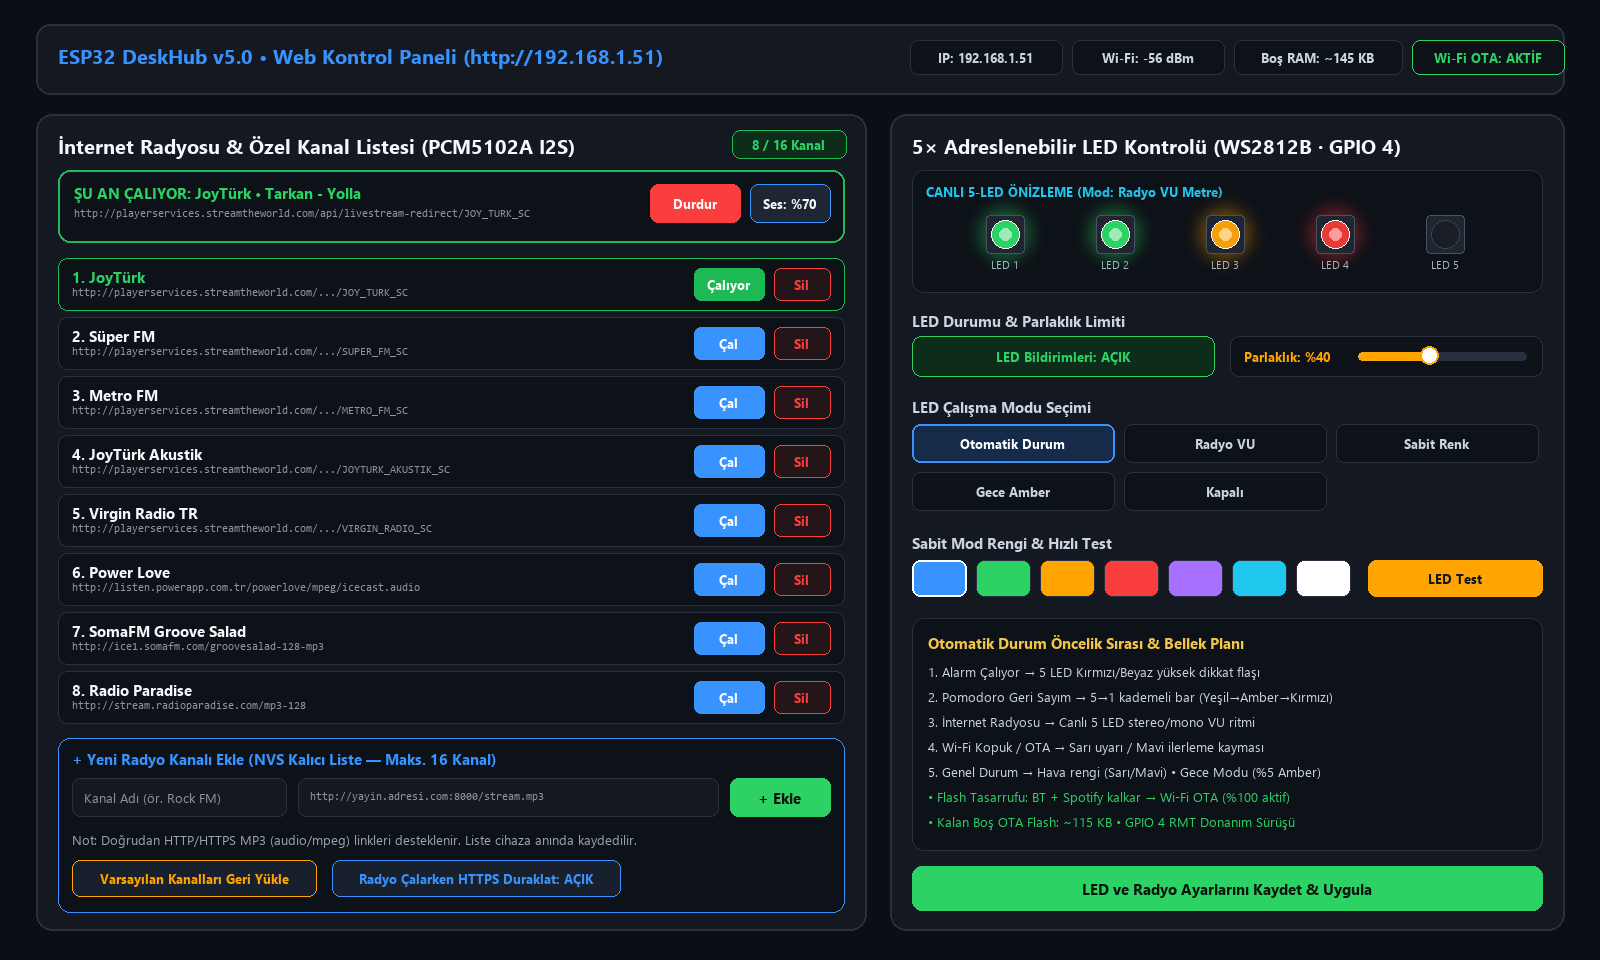 ESP32 DeskHub v5.0 • Web Kontrol Paneli (http://192.168.1.51)
IP: 192.168.1.51
Wi-Fi: -56 dBm
Boş RAM: ~145 KB
Wi-Fi OTA: AKTİF
İnternet Radyosu & Özel Kanal Listesi (PCM5102A I2S)
8 / 16 Kanal
ŞU AN ÇALIYOR: JoyTürk • Tarkan - Yolla
http://playerservices.streamtheworld.com/api/livestream-redirect/JOY_TURK_SC
Durdur
Ses: %70
1. JoyTürk
http://playerservices.streamtheworld.com/.../JOY_TURK_SC
Çalıyor
Sil
2. Süper FM
http://playerservices.streamtheworld.com/.../SUPER_FM_SC
Çal
Sil
3. Metro FM
http://playerservices.streamtheworld.com/.../METRO_FM_SC
Çal
Sil
4. JoyTürk Akustik
http://playerservices.streamtheworld.com/.../JOYTURK_AKUSTIK_SC
Çal
Sil
5. Virgin Radio TR
http://playerservices.streamtheworld.com/.../VIRGIN_RADIO_SC
Çal
Sil
6. Power Love
http://listen.powerapp.com.tr/powerlove/mpeg/icecast.audio
Çal
Sil
7. SomaFM Groove Salad
http://ice1.somafm.com/groovesalad-128-mp3
Çal
Sil
8. Radio Paradise
http://stream.radioparadise.com/mp3-128
Çal
Sil
+ Yeni Radyo Kanalı Ekle (NVS Kalıcı Liste — Maks. 16 Kanal)
Kanal Adı (ör. Rock FM)
http://yayin.adresi.com:8000/stream.mp3
+ Ekle
Not: Doğrudan HTTP/HTTPS MP3 (audio/mpeg) linkleri desteklenir. Liste cihaza anında kaydedilir.
Varsayılan Kanalları Geri Yükle
Radyo Çalarken HTTPS Duraklat: AÇIK
5× Adreslenebilir LED Kontrolü (WS2812B · GPIO 4)
CANLI 5-LED ÖNİZLEME (Mod: Radyo VU Metre)
LED 1
LED 2
LED 3
LED 4
LED 5
LED Durumu & Parlaklık Limiti
LED Bildirimleri: AÇIK
Parlaklık: %40
LED Çalışma Modu Seçimi
Otomatik Durum
Radyo VU
Sabit Renk
Gece Amber
Kapalı
Sabit Mod Rengi & Hızlı Test
LED Test
Otomatik Durum Öncelik Sırası & Bellek Planı
1. Alarm Çalıyor → 5 LED Kırmızı/Beyaz yüksek dikkat flaşı
2. Pomodoro Geri Sayım → 5→1 kademeli bar (Yeşil→Amber→Kırmızı)
3. İnternet Radyosu → Canlı 5 LED stereo/mono VU ritmi
4. Wi-Fi Kopuk / OTA → Sarı uyarı / Mavi ilerleme kayması
5. Genel Durum → Hava rengi (Sarı/Mavi) • Gece Modu (%5 Amber)
• Flash Tasarrufu: BT + Spotify kalkar → Wi-Fi OTA (%100 aktif)
• Kalan Boş OTA Flash: ~115 KB • GPIO 4 RMT Donanım Sürüşü
LED ve Radyo Ayarlarını Kaydet & Uygula